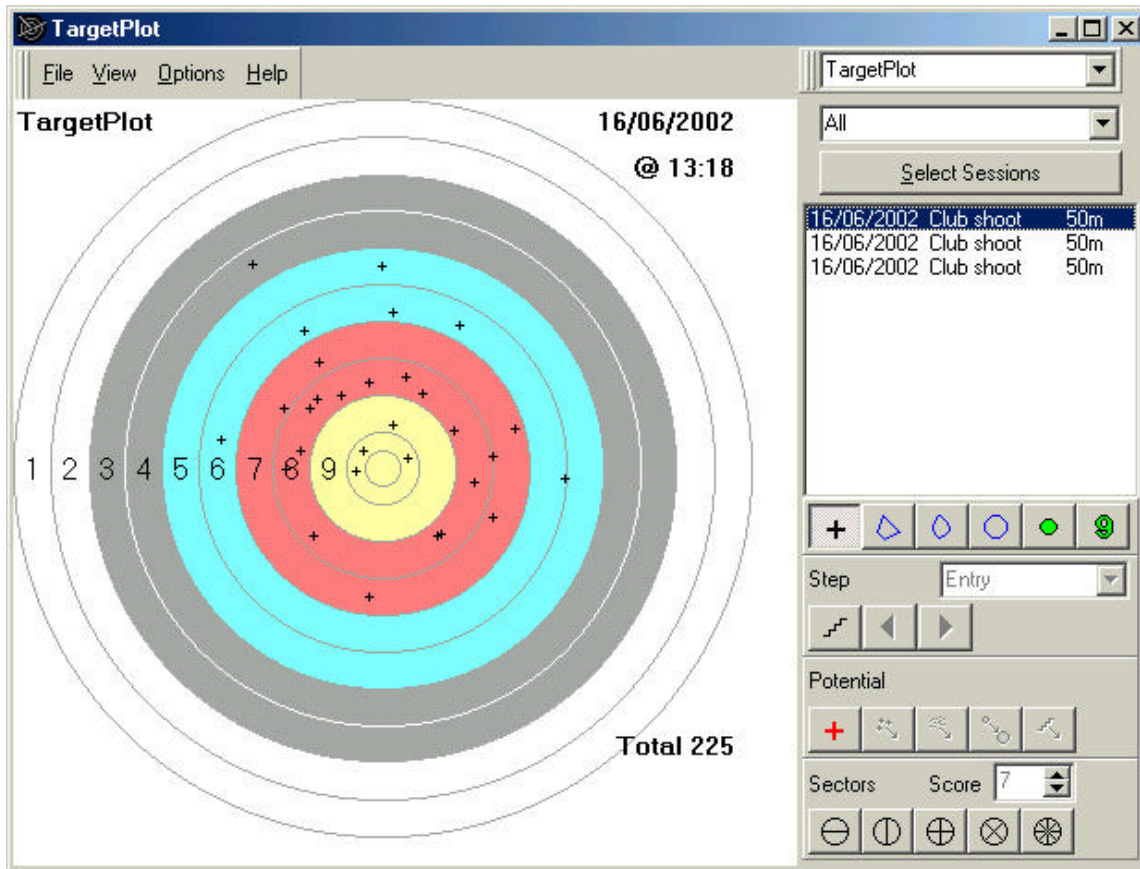 TargetPlot
File View Options Help
TargetPlot
16/06/2002
@ 13:18
1 2 3 4 5 6 7 8 9
Total 225
TargetPlot
All
Select Sessions
16/06/2002 Club shoot 50m
16/06/2002 Club shoot 50m
16/06/2002 Club shoot 50m
9
Step Entry
Potential
Sectors Score 7